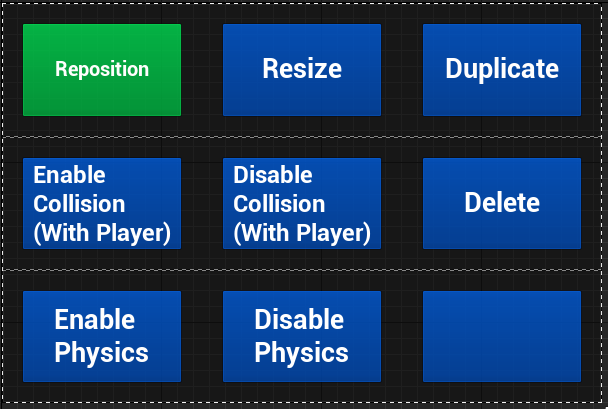 Reposition
Resize
Duplicate
Enable
Collision
(With Player)
Disable
Collision
(With Player)
Delete
Enable
Physics
Disable
Physics